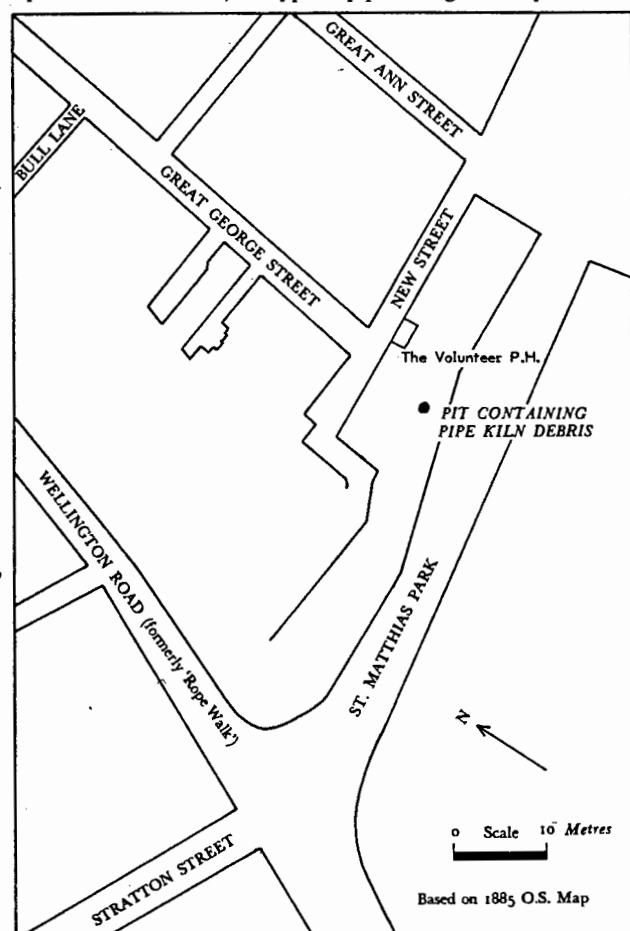 GREAT ANN STREET
BULL LANE
GREAT GEORGE STREET
NEW STREET
The Volunteer P.H.
PIT CONTAINING
PIPE KILN DEBRIS
WELLINGTON ROAD (formerly 'Rope Walk')
ST. MATTHIAS PARK
N
0 Scale 10 Metres
STRATTON STREET
Based on 1885 O.S. Map